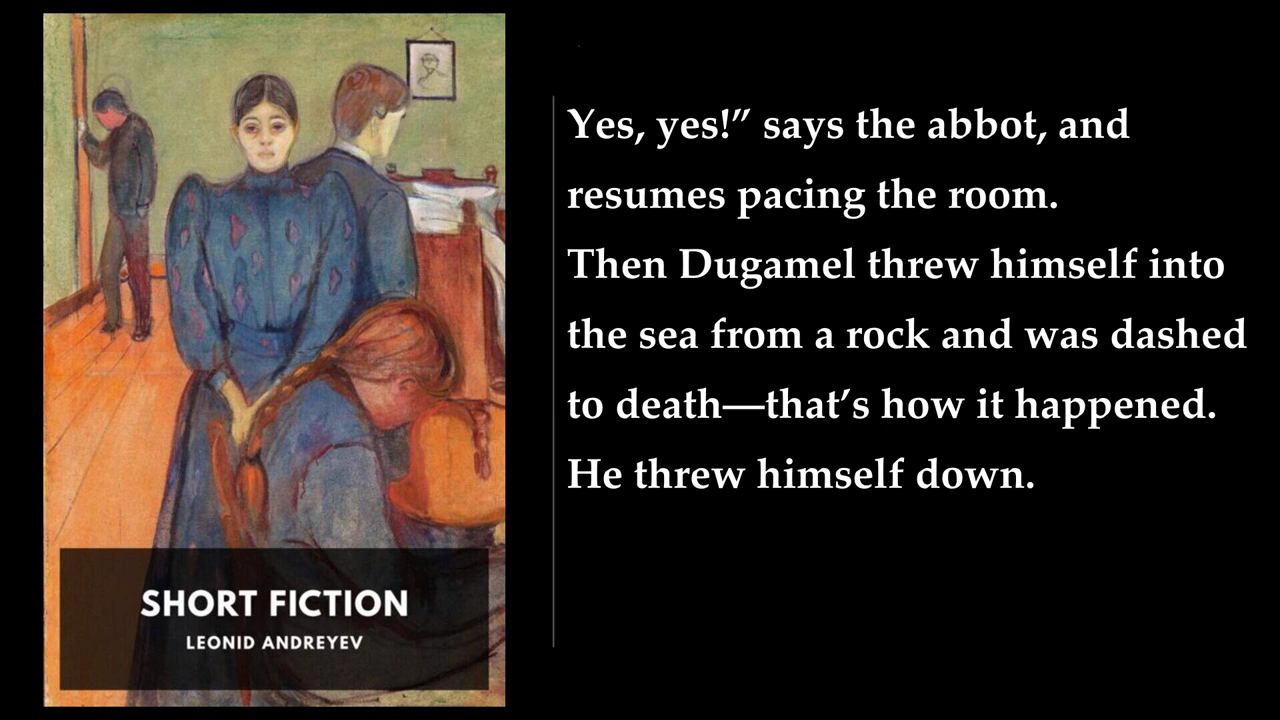 Yes, yes!” says the abbot, and
resumes pacing the room.
Then Dugamel threw himself into
the sea from a rock and was dashed
to death—that’s how it happened.
He threw himself down.
SHORT FICTION
LEONID ANDREYEV